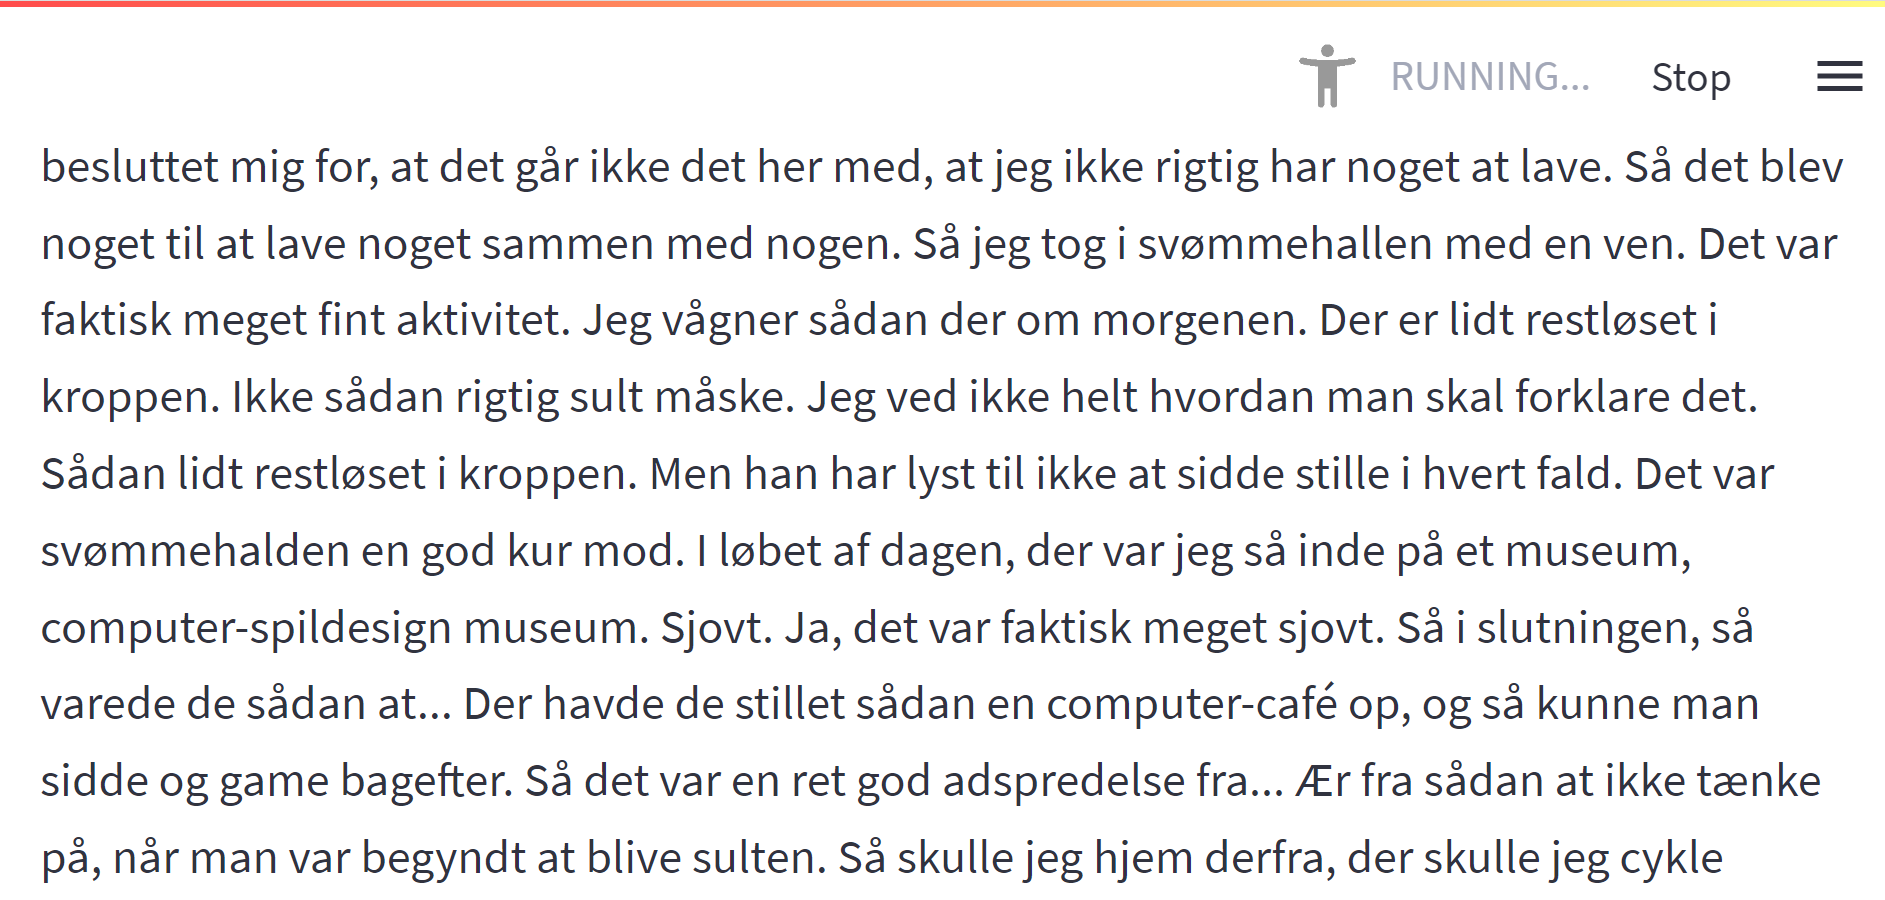 RUNNING... Stop
besluttet mig for, at det går ikke det her med, at jeg ikke rigtig har noget at lave. Så det blev
noget til at lave noget sammen med nogen. Så jeg tog i svømmehallen med en ven. Det var
faktisk meget fint aktivitet. Jeg vågner sådan der om morgenen. Der er lidt restløset i
kroppen. Ikke sådan rigtig sult måske. Jeg ved ikke helt hvordan man skal forklare det.
Sådan lidt restløset i kroppen. Men han har lyst til ikke at sidde stille i hvert fald. Det var
svømmehalden en god kur mod. I løbet af dagen, der var jeg så inde på et museum,
computer-spildesign museum. Sjovt. Ja, det var faktisk meget sjovt. Så i slutningen, så
varede de sådan at... Der havde de stillet sådan en computer-café op, og så kunne man
sidde og game bagefter. Så det var en ret god adspredelse fra... Ær fra sådan at ikke tænke
på, når man var begyndt at blive sulten. Så skulle jeg hjem derfra, der skulle jeg cykle